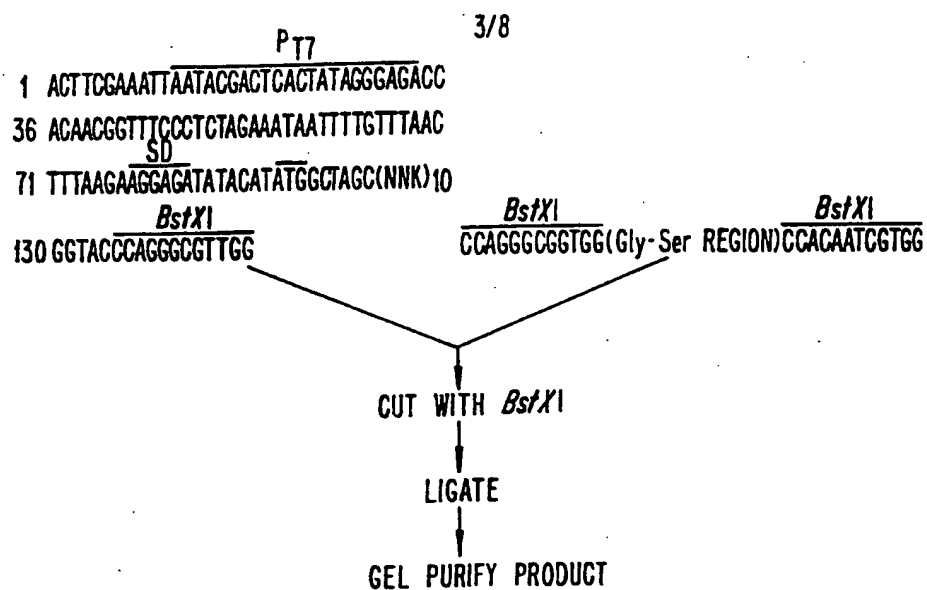 3/8
PT7
1 ACTTCGAAATTAATACGACTCACTATAGGGAGACC
36 ACAACGGTTTCCCTCTAGAAATAATTTTGTTTAAC
SD
71 TTTAAGAAGGAGATATACATATGGCTAGC(NNK)10
BstXI
130 GGTACCCAGGGCGTTGG
BstXI BstXI
CCAGGGCGGTGG(Gly-Ser REGION)CCACAATCGTGG
CUT WITH BstXI
LIGATE
GEL PURIFY PRODUCT